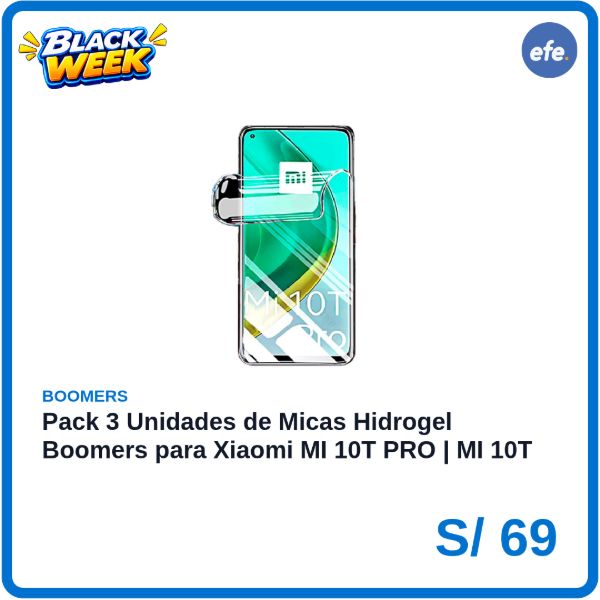 BLACK
WEEK
efe.
mi
Mi 10T
Pro
BOOMERS
Pack 3 Unidades de Micas Hidrogel
Boomers para Xiaomi MI 10T PRO | MI 10T
S/ 69